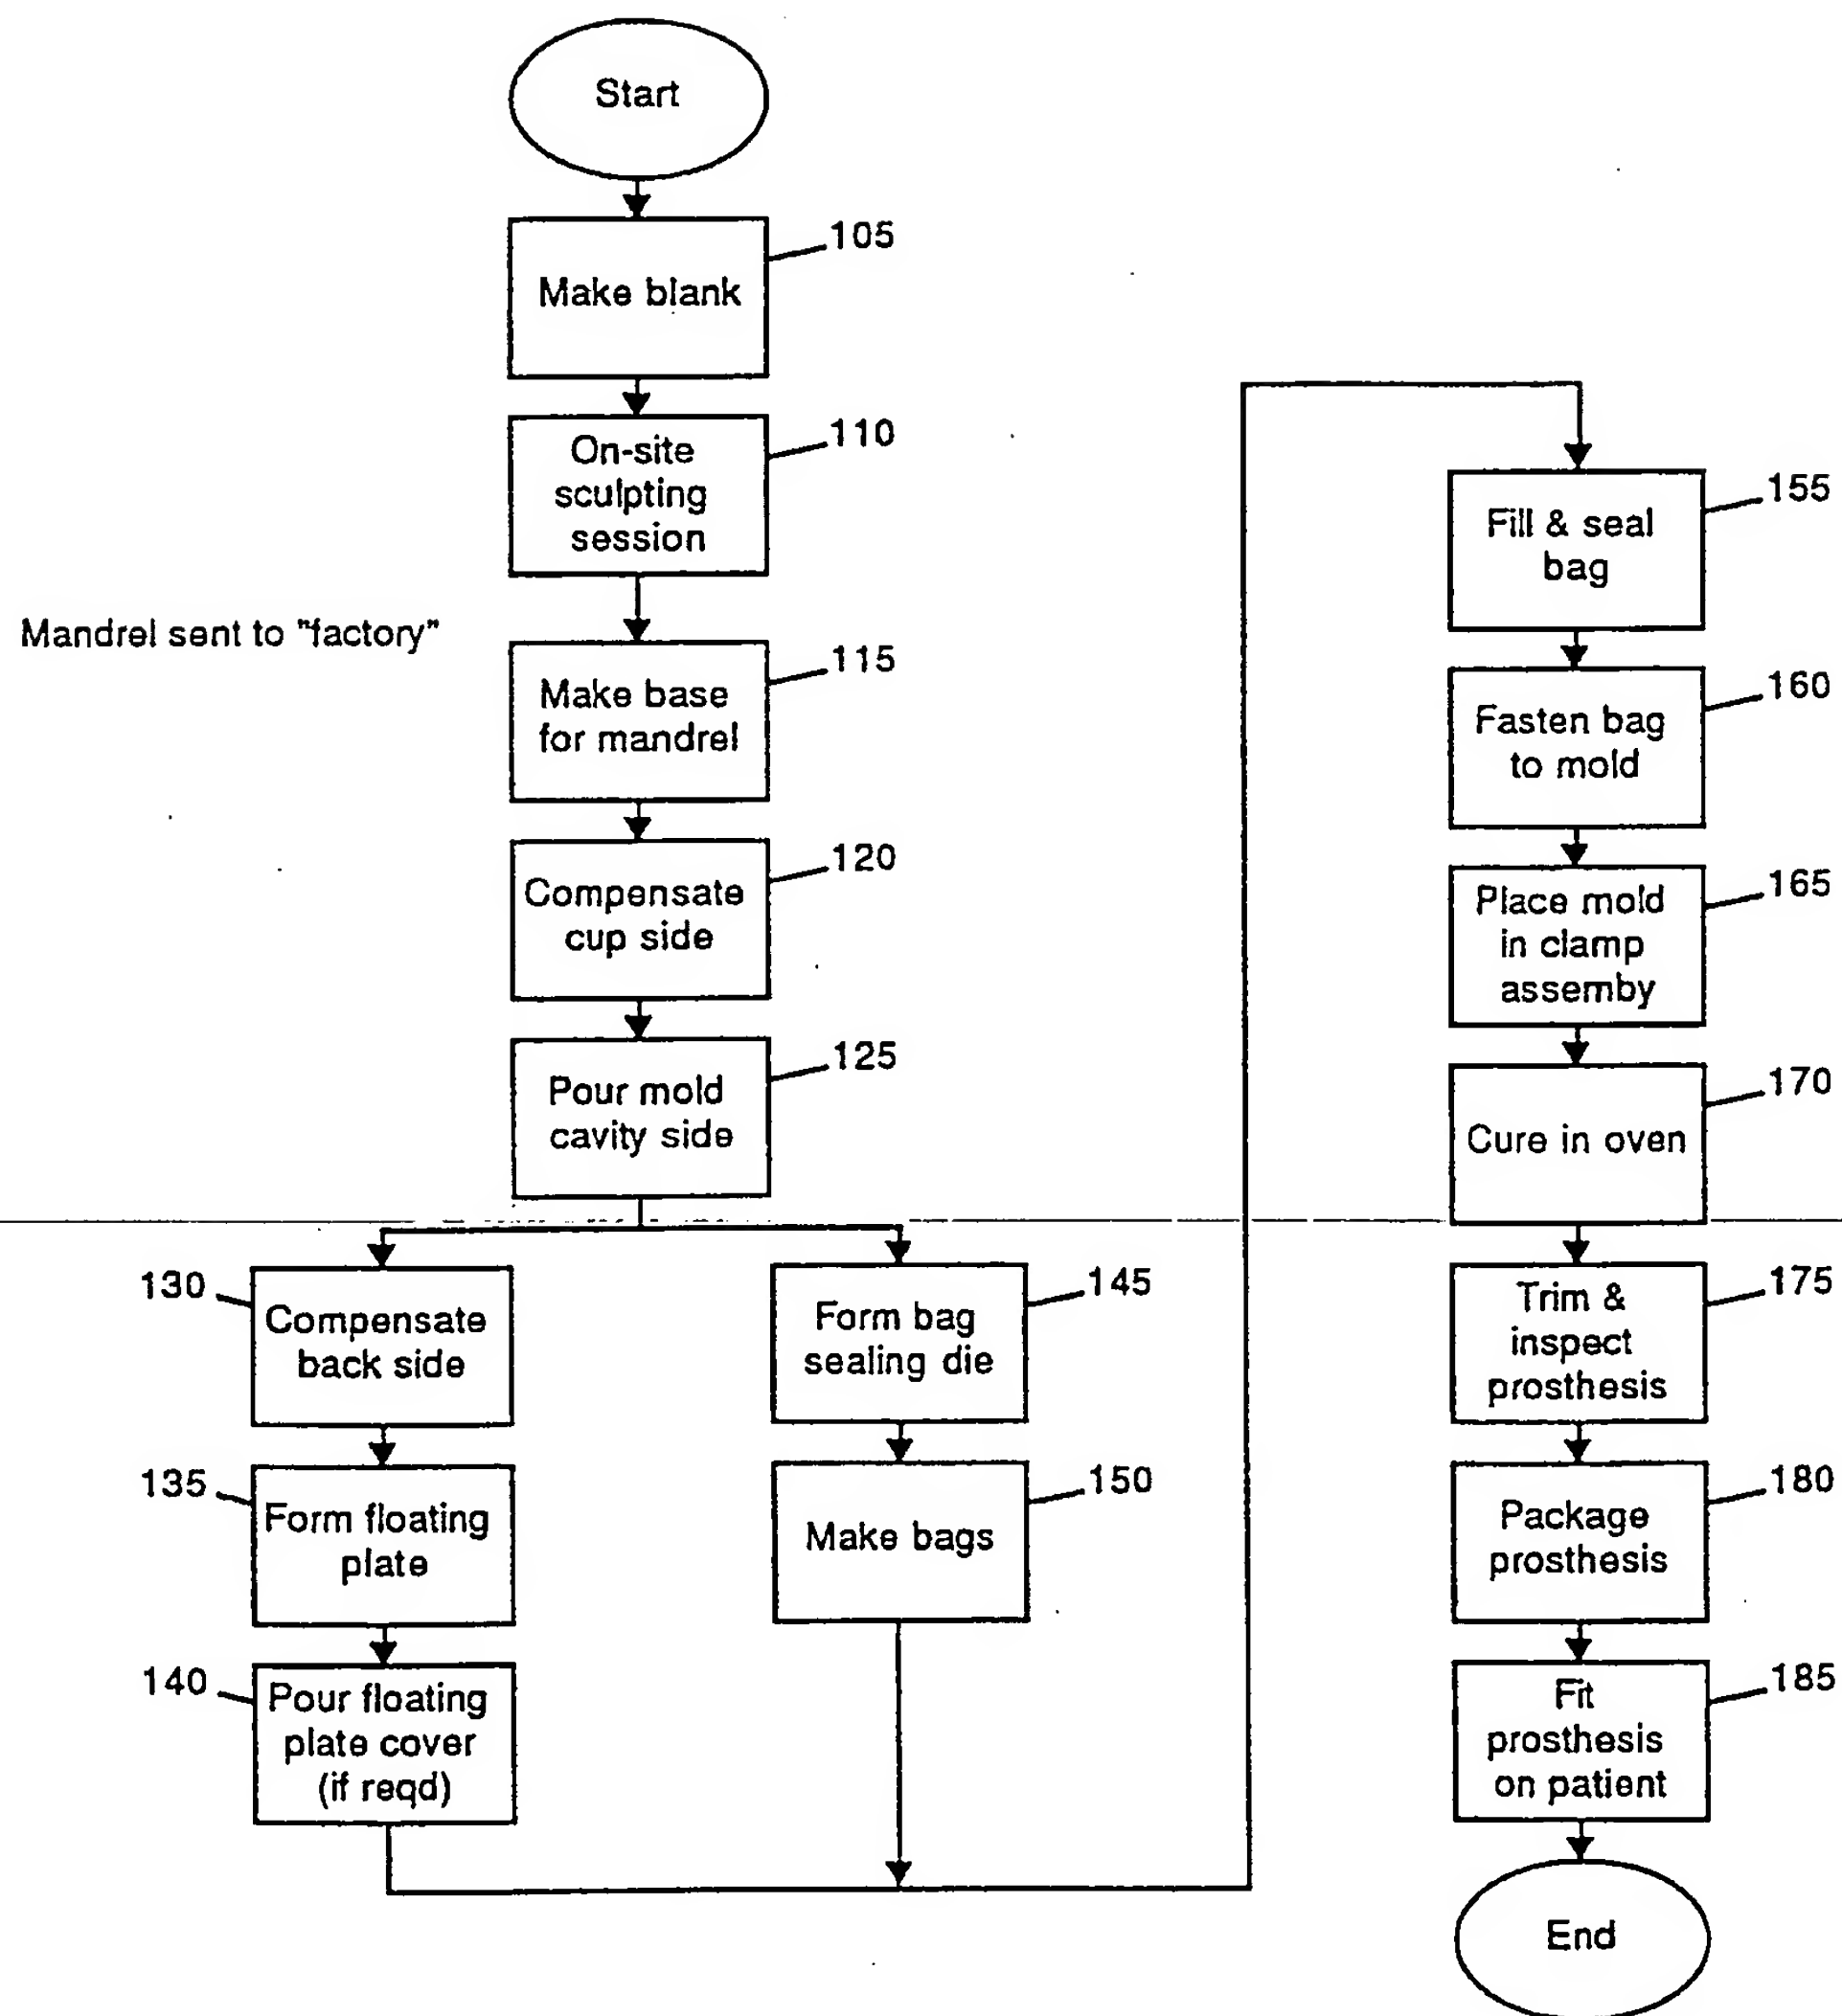 Start
105
Make blank
110
On-site
sculpting
session
Mandrel sent to "factory"
115
Make base
for mandrel
120
Compensate
cup side
125
Pour mold
cavity side
130
Compensate
back side
135
Form floating
plate
140
Pour floating
plate cover
(if reqd)
145
Form bag
sealing die
150
Make bags
155
Fill & seal
bag
160
Fasten bag
to mold
165
Place mold
in clamp
assemby
170
Cure in oven
175
Trim &
inspect
prosthesis
180
Package
prosthesis
185
Fit
prosthesis
on patient
End